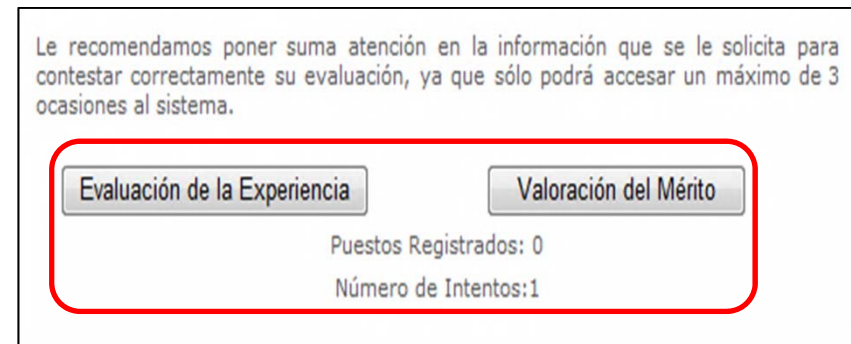 Le recomendamos poner suma atención en la información que se le solicita para
contestar correctamente su evaluación, ya que sólo podrá accesar un máximo de 3
ocasiones al sistema.
Evaluación de la Experiencia
Valoración del Mérito
Puestos Registrados: 0
Número de Intentos:1